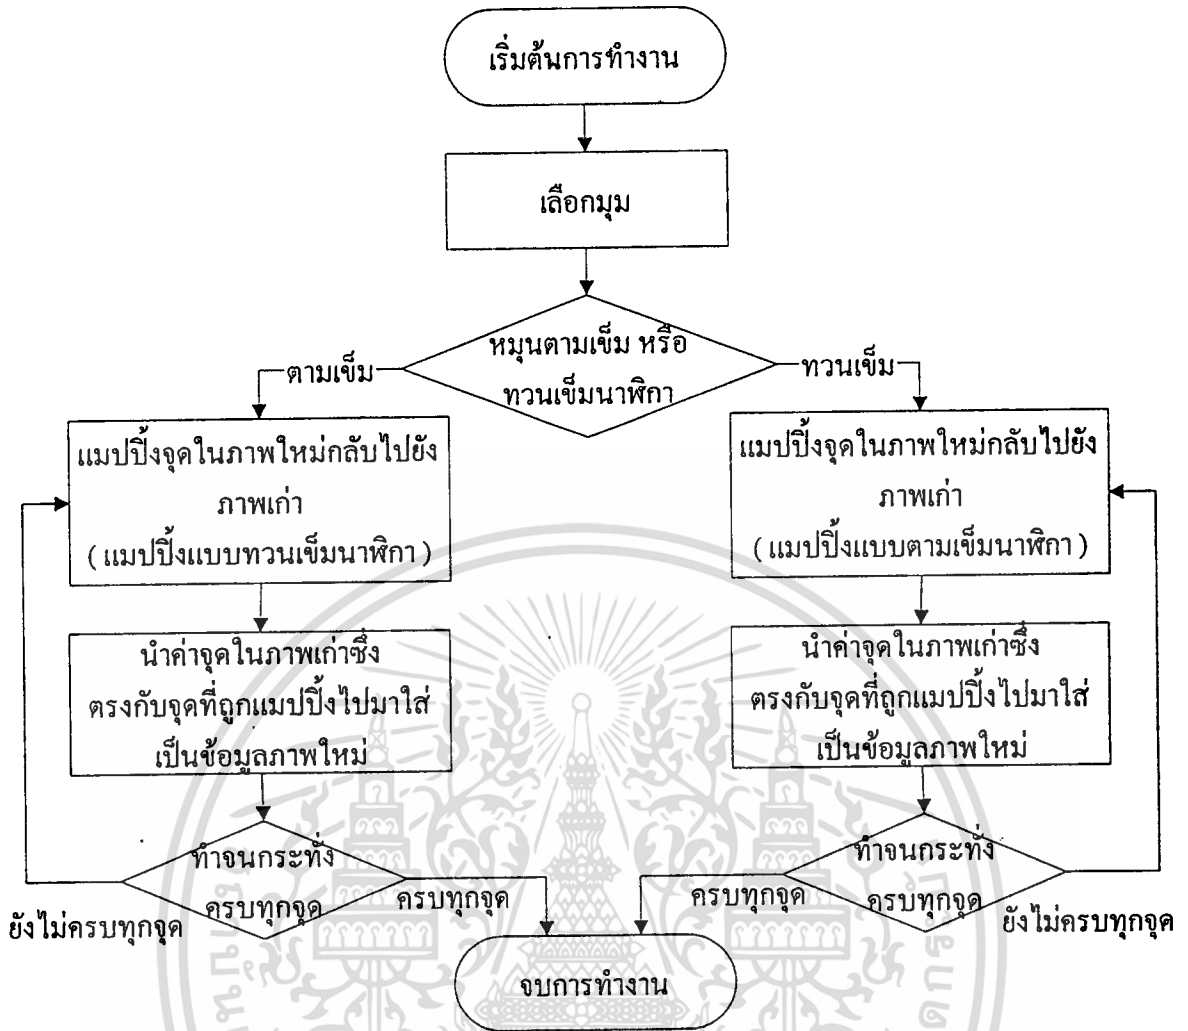 เริ่มต้นการทำงาน
เลือกมุม
หมุนตามเข็ม หรือ
ทวนเข็มนาฬิกา
ตามเข็ม
ทวนเข็ม
แมปปิ้งจุดในภาพใหม่กลับไปยัง
ภาพเก่า
(แมปปิ้งแบบทวนเข็มนาฬิกา)
แมปปิ้งจุดในภาพใหม่กลับไปยัง
ภาพเก่า
(แมปปิ้งแบบตามเข็มนาฬิกา)
นำค่าจุดในภาพเก่าซึ่ง
ตรงกับจุดที่ถูกแมปปิ้งไปมาใส่
เป็นข้อมูลภาพใหม่
นำค่าจุดในภาพเก่าซึ่ง
ตรงกับจุดที่ถูกแมปปิ้งไปมาใส่
เป็นข้อมูลภาพใหม่
ทำจนกระทั่ง
ครบทุกจุด
ยังไม่ครบทุกจุด
ครบทุกจุด
ทำจนกระทั่ง
ครบทุกจุด
ครบทุกจุด
ยังไม่ครบทุกจุด
จบการทำงาน